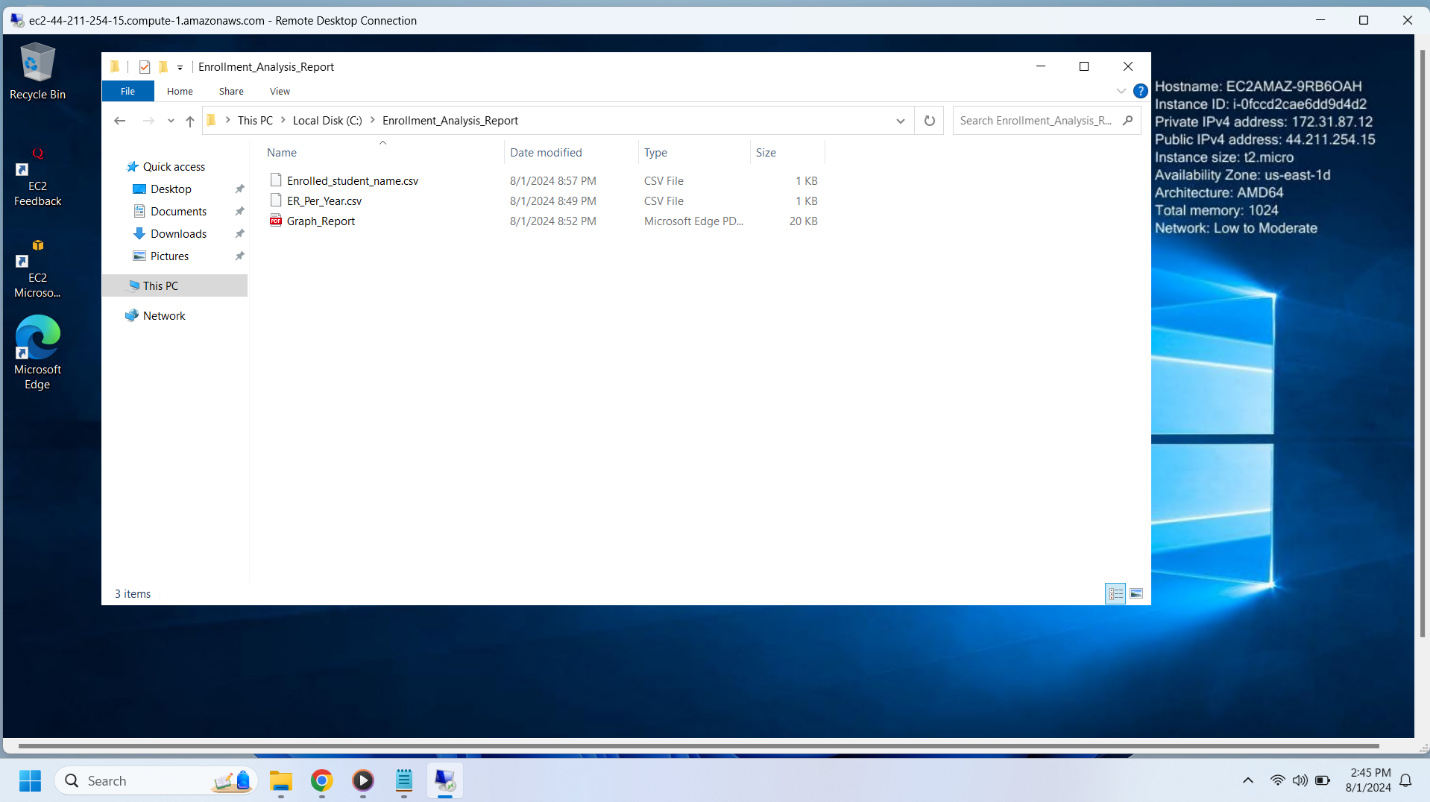 ec2-44-211-254-15.compute-1.amazonaws.com - Remote Desktop Connection
Recycle Bin
EC2
Feedback
EC2
Microso...
Microsoft
Edge
Enrollment_Analysis_Report
File Home Share View
This PC Local Disk (C:) Enrollment_Analysis_Report
Search Enrollment_Analysis_R...
Quick access
Desktop
Documents
Downloads
Pictures
This PC
Network
Name Date modified Type Size
Enrolled_student_name.csv 8/1/2024 8:57 PM CSV File 1 KB
ER_Per_Year.csv 8/1/2024 8:49 PM CSV File 1 KB
Graph_Report 8/1/2024 8:52 PM Microsoft Edge PD... 20 KB
3 items
Hostname: EC2AMAZ-9RB6OAH
Instance ID: i-0fccd2cae6dd9d4d2
Private IPv4 address: 172.31.87.12
Public IPv4 address: 44.211.254.15
Instance size: t2.micro
Availability Zone: us-east-1d
Architecture: AMD64
Total memory: 1024
Network: Low to Moderate
Search
2:45 PM
8/1/2024